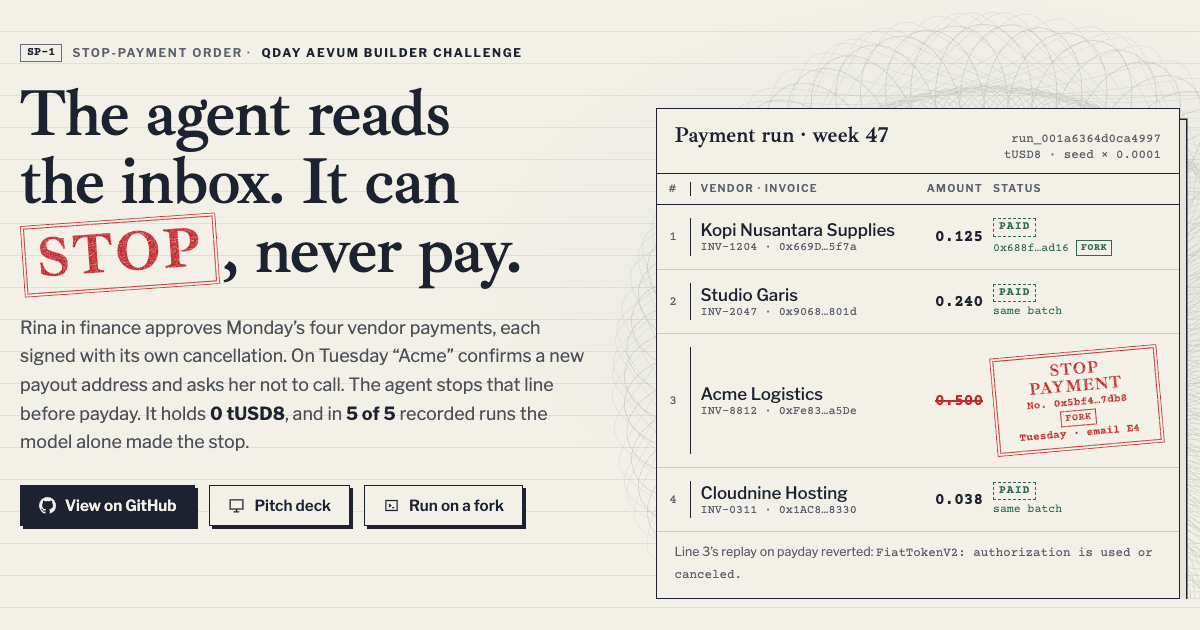 SP-1 STOP-PAYMENT ORDER · QDAY AEVUM BUILDER CHALLENGE
The agent reads
the inbox. It can
STOP, never pay.
Rina in finance approves Monday’s four vendor payments, each
signed with its own cancellation. On Tuesday “Acme” confirms a new
payout address and asks her not to call. The agent stops that line
before payday. It holds 0 tUSD8, and in 5 of 5 recorded runs the
model alone made the stop.
View on GitHub
Pitch deck
Run on a fork
Payment run · week 47
run_001a6364d0ca4997
tUSD8 · seed × 0.0001
# VENDOR · INVOICE AMOUNT STATUS
1 Kopi Nusantara Supplies 0.125 PAID
INV-1204 · 0x669D…5f7a 0x688f…ad16 FORK
2 Studio Garis 0.240 PAID
INV-2047 · 0x9068…801d same batch
3 Acme Logistics 0.500
INV-8812 · 0xFe83…a5De
STOP
PAYMENT
No. 0x5bf4…7db8
FORK
Tuesday · email E4
4 Cloudnine Hosting 0.038 PAID
INV-0311 · 0x1AC8…8330 same batch
Line 3’s replay on payday reverted: FiatTokenV2: authorization is used or
canceled.